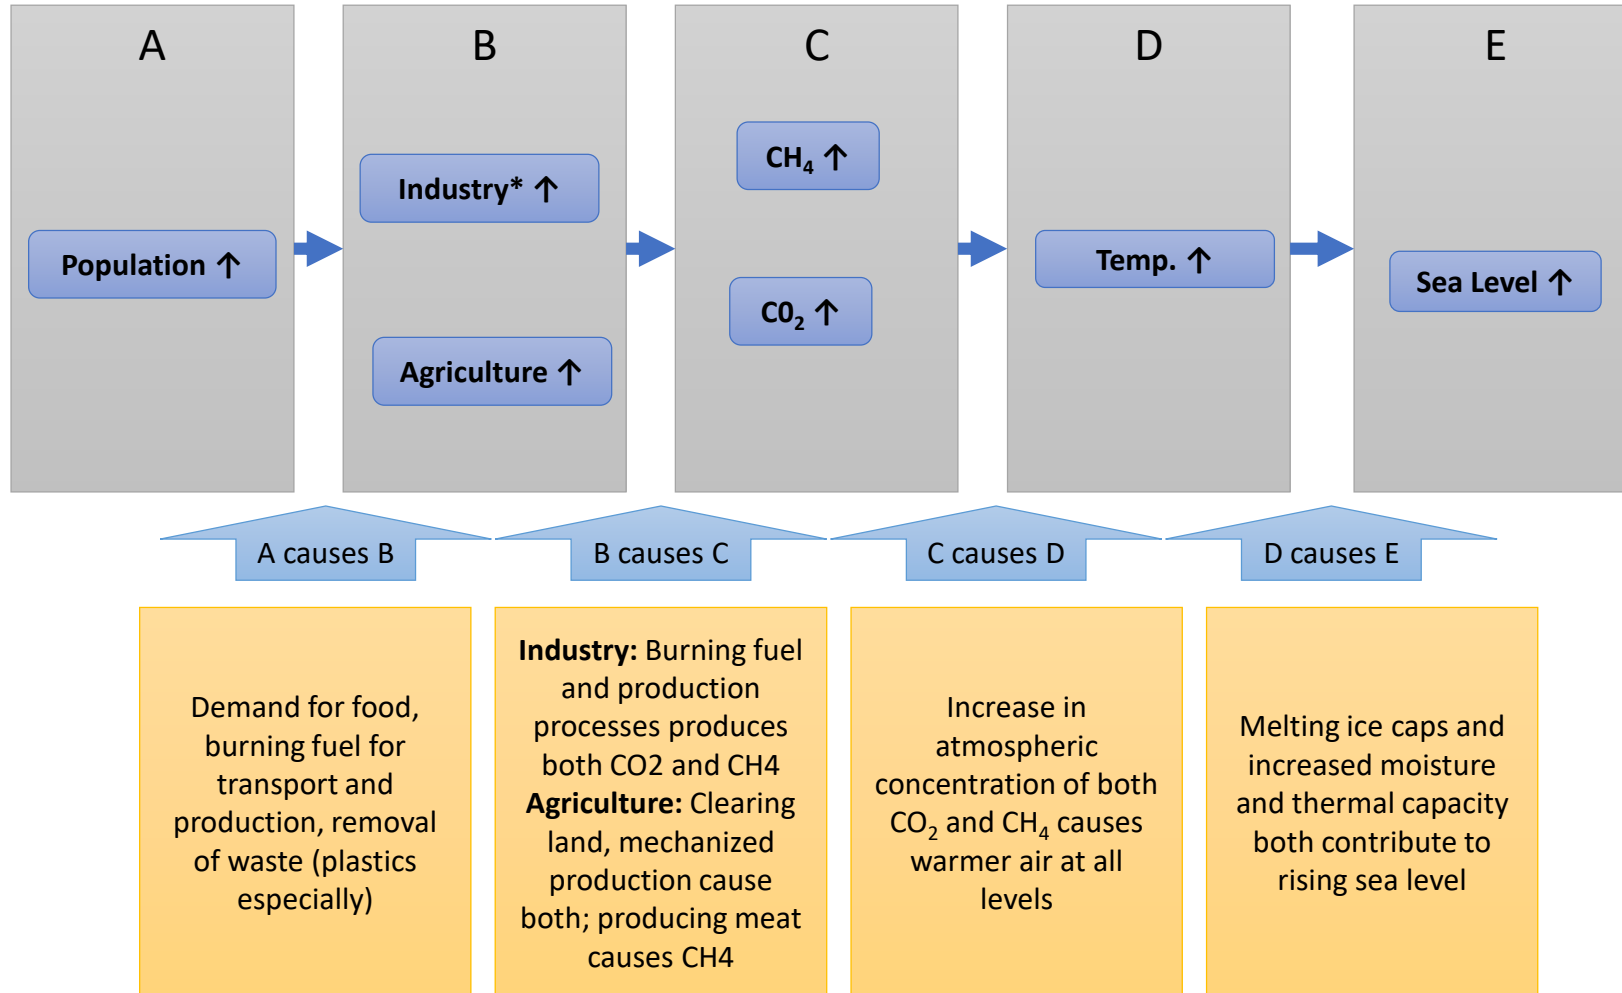 A
B
C
D
E
Population ↑
Industry* ↑
Agriculture ↑
CH₄ ↑
C0₂ ↑
Temp. ↑
Sea Level ↑
A causes B
B causes C
C causes D
D causes E
Demand for food,
burning fuel for
transport and
production, removal
of waste (plastics
especially)
Industry: Burning fuel
and production
processes produces
both CO2 and CH4
Agriculture: Clearing
land, mechanized
production cause
both; producing meat
causes CH4
Increase in
atmospheric
concentration of both
CO₂ and CH₄ causes
warmer air at all
levels
Melting ice caps and
increased moisture
and thermal capacity
both contribute to
rising sea level